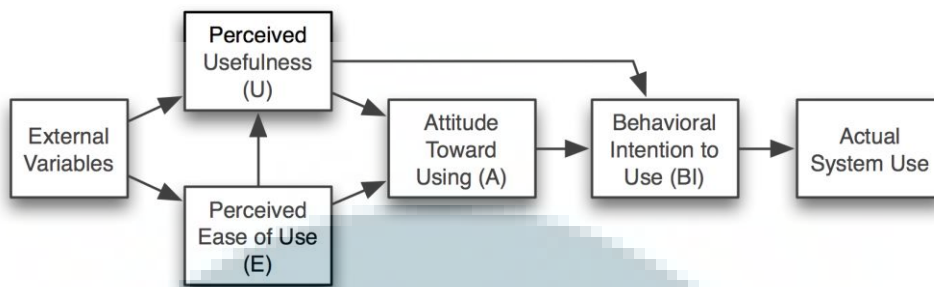 External
Variables
Perceived
Usefulness
(U)
Perceived
Ease of Use
(E)
Attitude
Toward
Using (A)
Behavioral
Intention to
Use (BI)
Actual
System Use